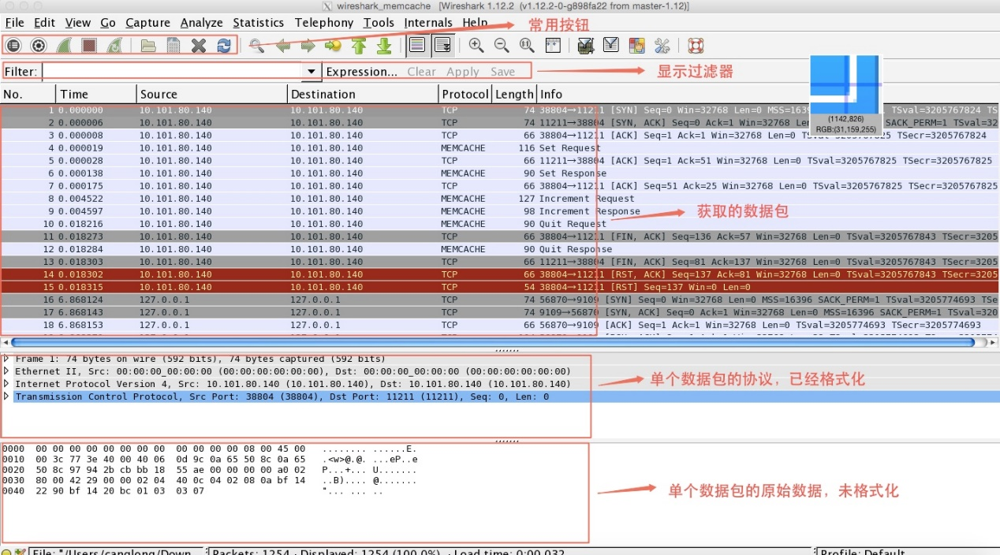 wireshark_memcache [Wireshark 1.12.2 (v1.12.2-0-g898fa22 from master-1.12)]
File Edit View Go Capture Analyze Statistics Telephony Tools Internals Help
常用按钮
Filter: Expression... Clear Apply Save
显示过滤器
(1142,826)
RGB:(31,159,255)
No. Time Source Destination Protocol Length Info
1 0.000000 10.101.80.140 10.101.80.140 TCP 74 38804→11211 [SYN] Seq=0 Win=32768 Len=0 MSS=16396 TSval=3205767824 TS
2 0.000006 10.101.80.140 10.101.80.140 TCP 74 11211→38804 [SYN, ACK] Seq=0 Ack=1 Win=32768 Le SACK_PERM=1 TSval=32
3 0.000008 10.101.80.140 10.101.80.140 TCP 66 38804→11211 [ACK] Seq=1 Ack=1 Win=32768 Len=0 TSval=3205767825 TSecr=3205767824
4 0.000019 10.101.80.140 10.101.80.140 MEMCACHE 116 Set Request
5 0.000028 10.101.80.140 10.101.80.140 TCP 66 11211→38804 [ACK] Seq=1 Ack=51 Win=32768 Len=0 TSval=3205767825 TSecr=3205767825
6 0.000138 10.101.80.140 10.101.80.140 MEMCACHE 90 Set Response
7 0.000175 10.101.80.140 10.101.80.140 TCP 66 38804→11211 [ACK] Seq=51 Ack=25 Win=32768 Len=0 TSval=3205767825 TSecr=3205767825
8 0.004522 10.101.80.140 10.101.80.140 MEMCACHE 127 Increment Request
9 0.004597 10.101.80.140 10.101.80.140 MEMCACHE 98 Increment Response
获取的数据包
10 0.018216 10.101.80.140 10.101.80.140 MEMCACHE 90 Quit Request
11 0.018273 10.101.80.140 10.101.80.140 TCP 66 38804→11211 [FIN, ACK] Seq=136 Ack=57 Win=32768 Len=0 TSval=3205767843 TSecr=3205
12 0.018284 10.101.80.140 10.101.80.140 MEMCACHE 90 Quit Response
13 0.018303 10.101.80.140 10.101.80.140 TCP 66 11211→38804 [FIN, ACK] Seq=81 Ack=137 Win=32768 Len=0 TSval=3205767843 TSecr=3205
14 0.018302 10.101.80.140 10.101.80.140 TCP 66 38804→11211 [RST, ACK] Seq=137 Ack=81 Win=32768 Len=0 TSval=3205767843 TSecr=3205
15 0.018315 10.101.80.140 10.101.80.140 TCP 54 38804→11211 [RST] Seq=137 Win=0 Len=0
16 6.868124 127.0.0.1 127.0.0.1 TCP 74 56870→9109 [SYN] Seq=0 Win=32768 Len=0 MSS=16396 SACK_PERM=1 TSval=3205774693 TSe
17 6.868143 127.0.0.1 127.0.0.1 TCP 74 9109→56870 [SYN, ACK] Seq=0 Ack=1 Win=32768 Len=0 MSS=16396 SACK_PERM=1 TSval=320
18 6.868153 127.0.0.1 127.0.0.1 TCP 66 56870→9109 [ACK] Seq=1 Ack=1 Win=32768 Len=0 TSval=3205774693 TSecr=3205774693
Frame 1: 74 bytes on wire (592 bits), 74 bytes captured (592 bits)
Ethernet II, Src: 00:00:00_00:00:00 (00:00:00:00:00:00), Dst: 00:00:00_00:00:00 (00:00:00:00:00:00)
Internet Protocol Version 4, Src: 10.101.80.140 (10.101.80.140), Dst: 10.101.80.140 (10.101.80.140)
单个数据包的协议，已经格式化
Transmission Control Protocol, Src Port: 38804 (38804), Dst Port: 11211 (11211), Seq: 0, Len: 0
0000 00 00 00 00 00 00 00 00 00 00 00 00 08 00 45 00 ........ ......E.
0010 00 3c 77 3e 40 00 40 06 0d 9c 0a 65 50 8c 0a 65 .<w>@.@. ...eP..e
0020 50 8c 97 94 2b cb bb 18 55 ae 00 00 00 00 a0 02 P...+... U.......
0030 80 00 42 29 00 00 02 04 40 0c 04 02 08 0a bf 14 ..B).... @.......
0040 22 90 bf 14 20 bc 01 03 03 07 "... ... ..
单个数据包的原始数据，未格式化
File: "/Users/canglong/Down... Packets: 1254 · Displayed: 1254 (100.0%) · Load time: 0:00.032 Profile: Default